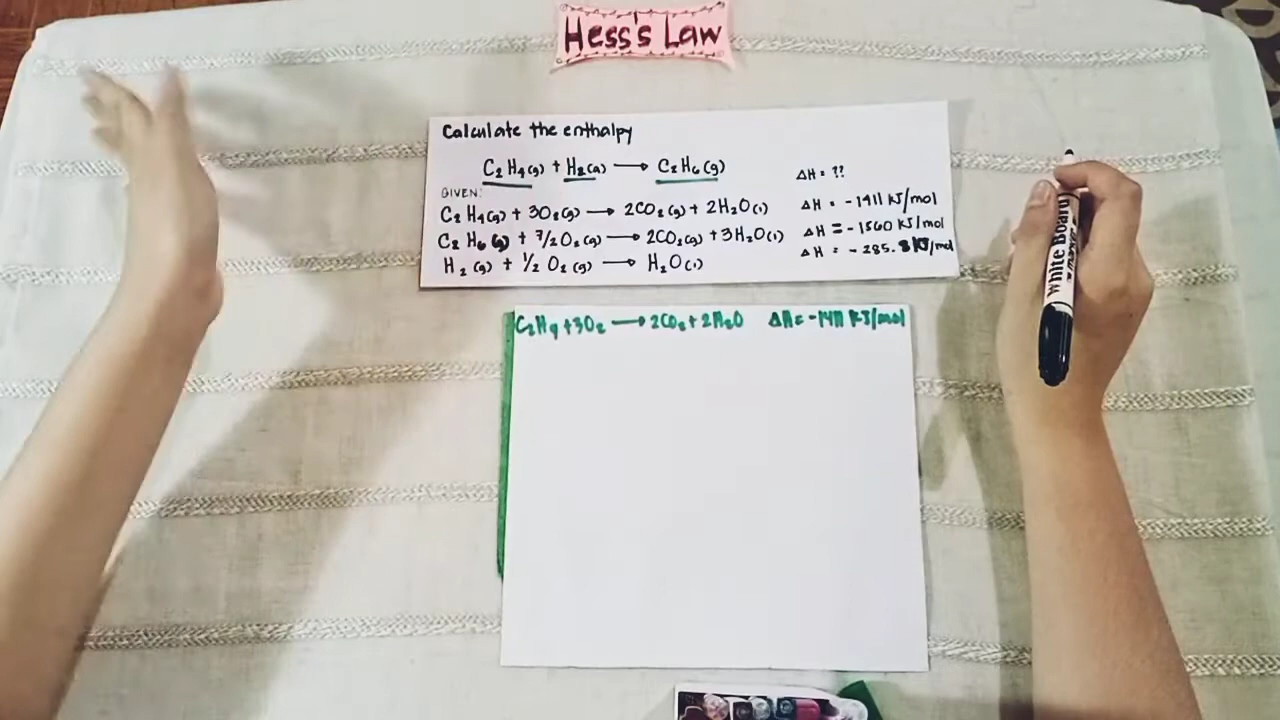 Hess's Law
Calculate the enthalpy
C₂H₄(g) + H₂(g) → C₂H₆(g) ΔH = ??
GIVEN:
C₂H₄(g) + 3O₂(g) → 2CO₂(g) + 2H₂O(l) ΔH = -1411 KJ/mol
C₂H₆(g) + 7/2O₂(g) → 2CO₂(g) + 3H₂O(l) ΔH = -1560 KJ/mol
H₂(g) + 1/2 O₂(g) → H₂O(l) ΔH = -285.8 KJ/mol
C₂H₄+3O₂ → 2CO₂+2H₂O ΔH=-1411 KJ/mol
White Board